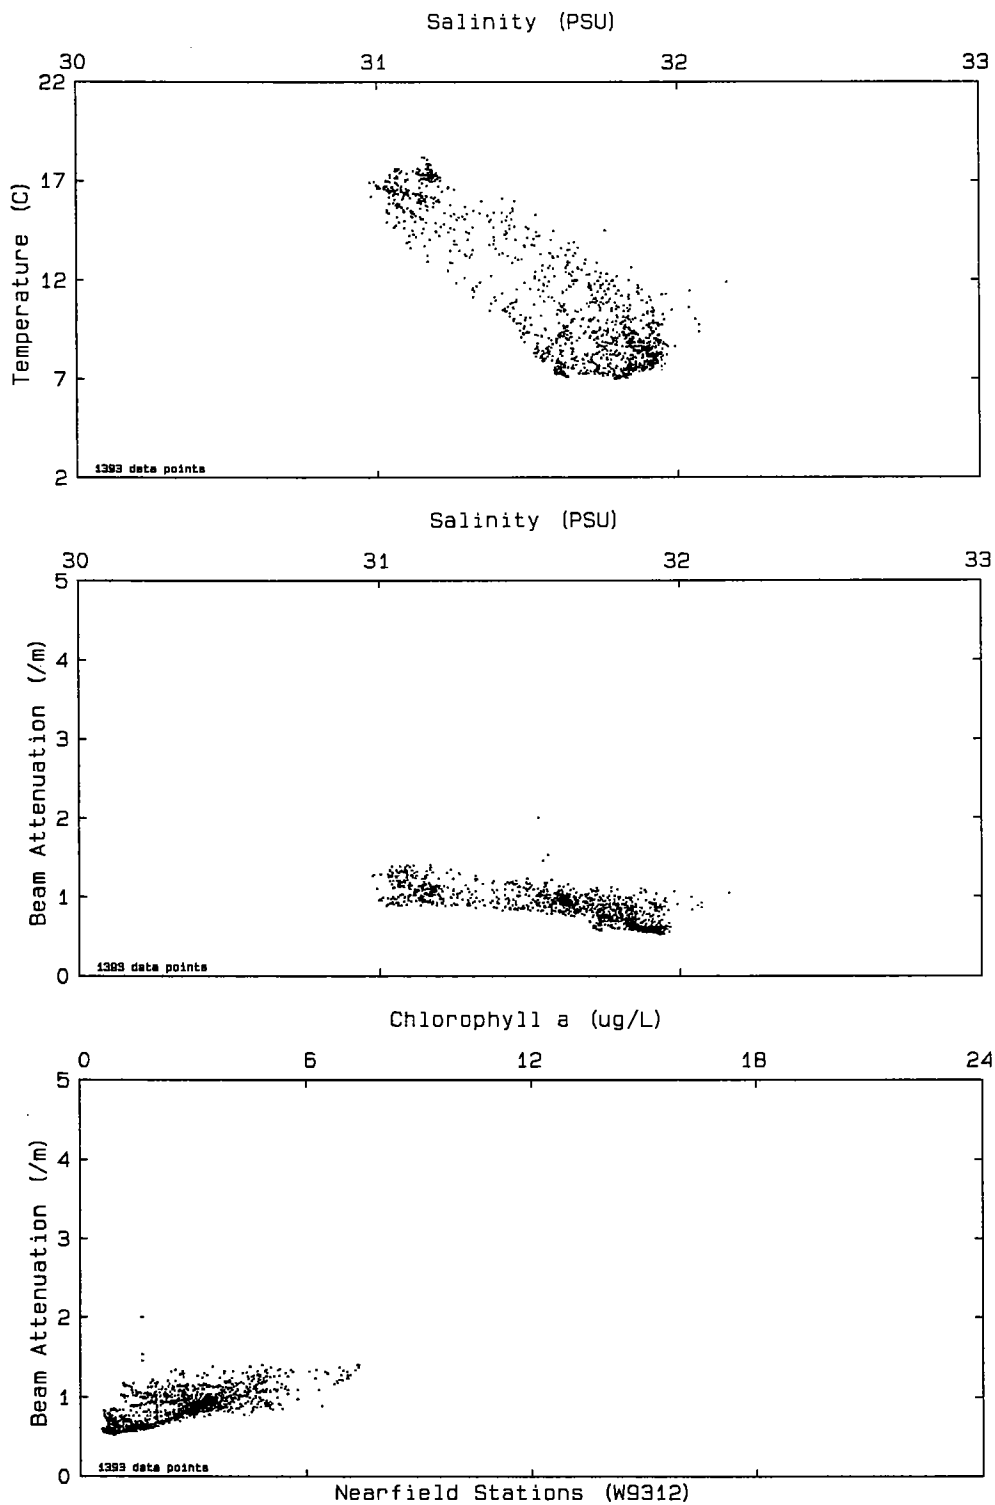 Salinity (PSU)
30 31 32 33
22
17
12
7
2
Temperature (C)
1393 data points
Salinity (PSU)
30 31 32 33
5
4
3
2
1
0
Beam Attenuation (/m)
1393 data points
Chlorophyll a (ug/L)
0 6 12 18 24
5
4
3
2
1
0
Beam Attenuation (/m)
1393 data points
Nearfield Stations (W9312)